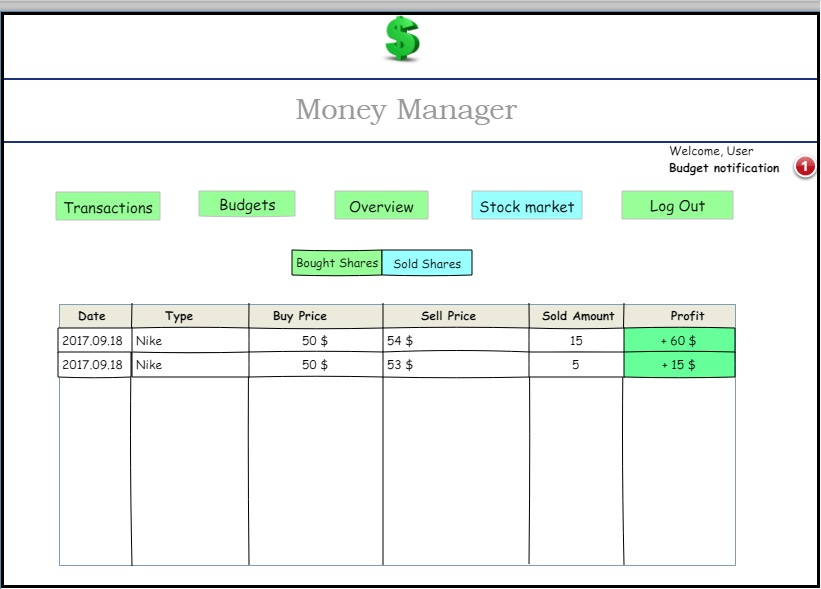 $
Money Manager
Welcome, User
Budget notification 1
Transactions Budgets Overview Stock market Log Out
Bought Shares Sold Shares
Date Type Buy Price Sell Price Sold Amount Profit
2017.09.18 Nike 50 $ 54 $ 15 + 60 $
2017.09.18 Nike 50 $ 53 $ 5 + 15 $